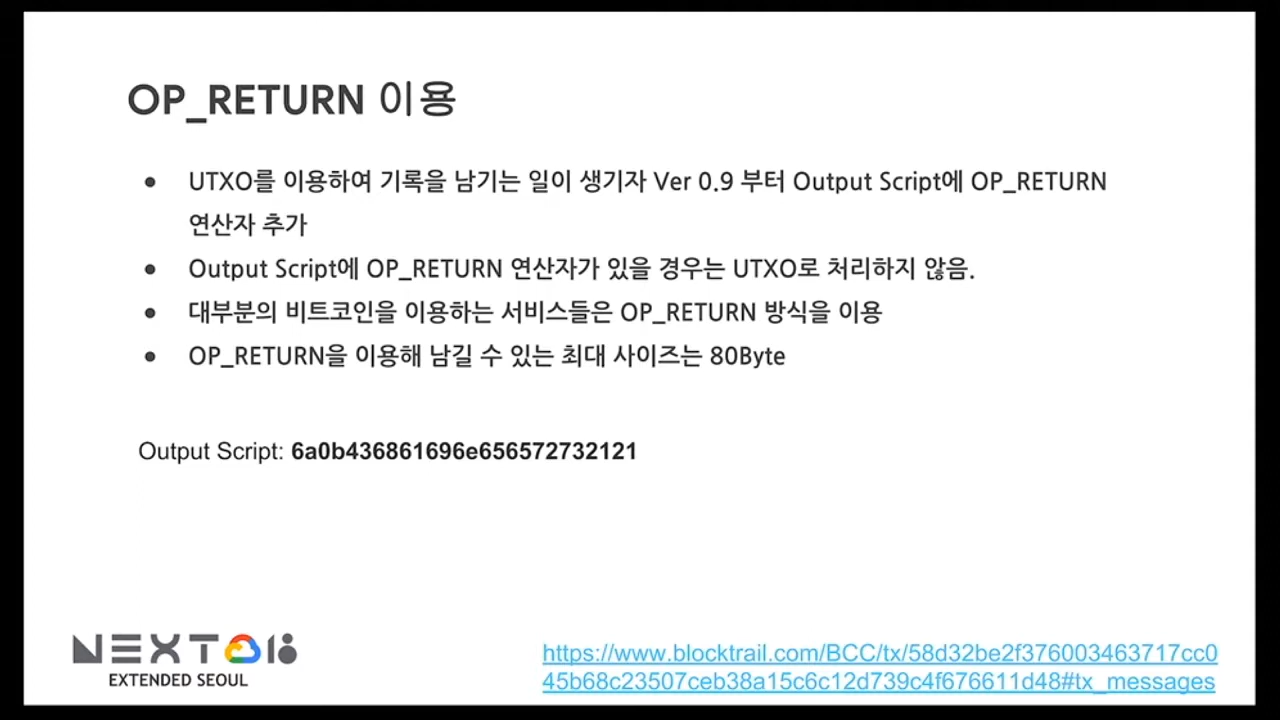 OP_RETURN 이용
● UTXO를 이용하여 기록을 남기는 일이 생기자 Ver 0.9 부터 Output Script에 OP_RETURN
연산자 추가
● Output Script에 OP_RETURN 연산자가 있을 경우는 UTXO로 처리하지 않음.
● 대부분의 비트코인을 이용하는 서비스들은 OP_RETURN 방식을 이용
● OP_RETURN을 이용해 남길 수 있는 최대 사이즈는 80Byte
Output Script: 6a0b436861696e656572732121
NEXT 18
EXTENDED SEOUL
https://www.blocktrail.com/BCC/tx/58d32be2f376003463717cc0
45b68c23507ceb38a15c6c12d739c4f676611d48#tx_messages